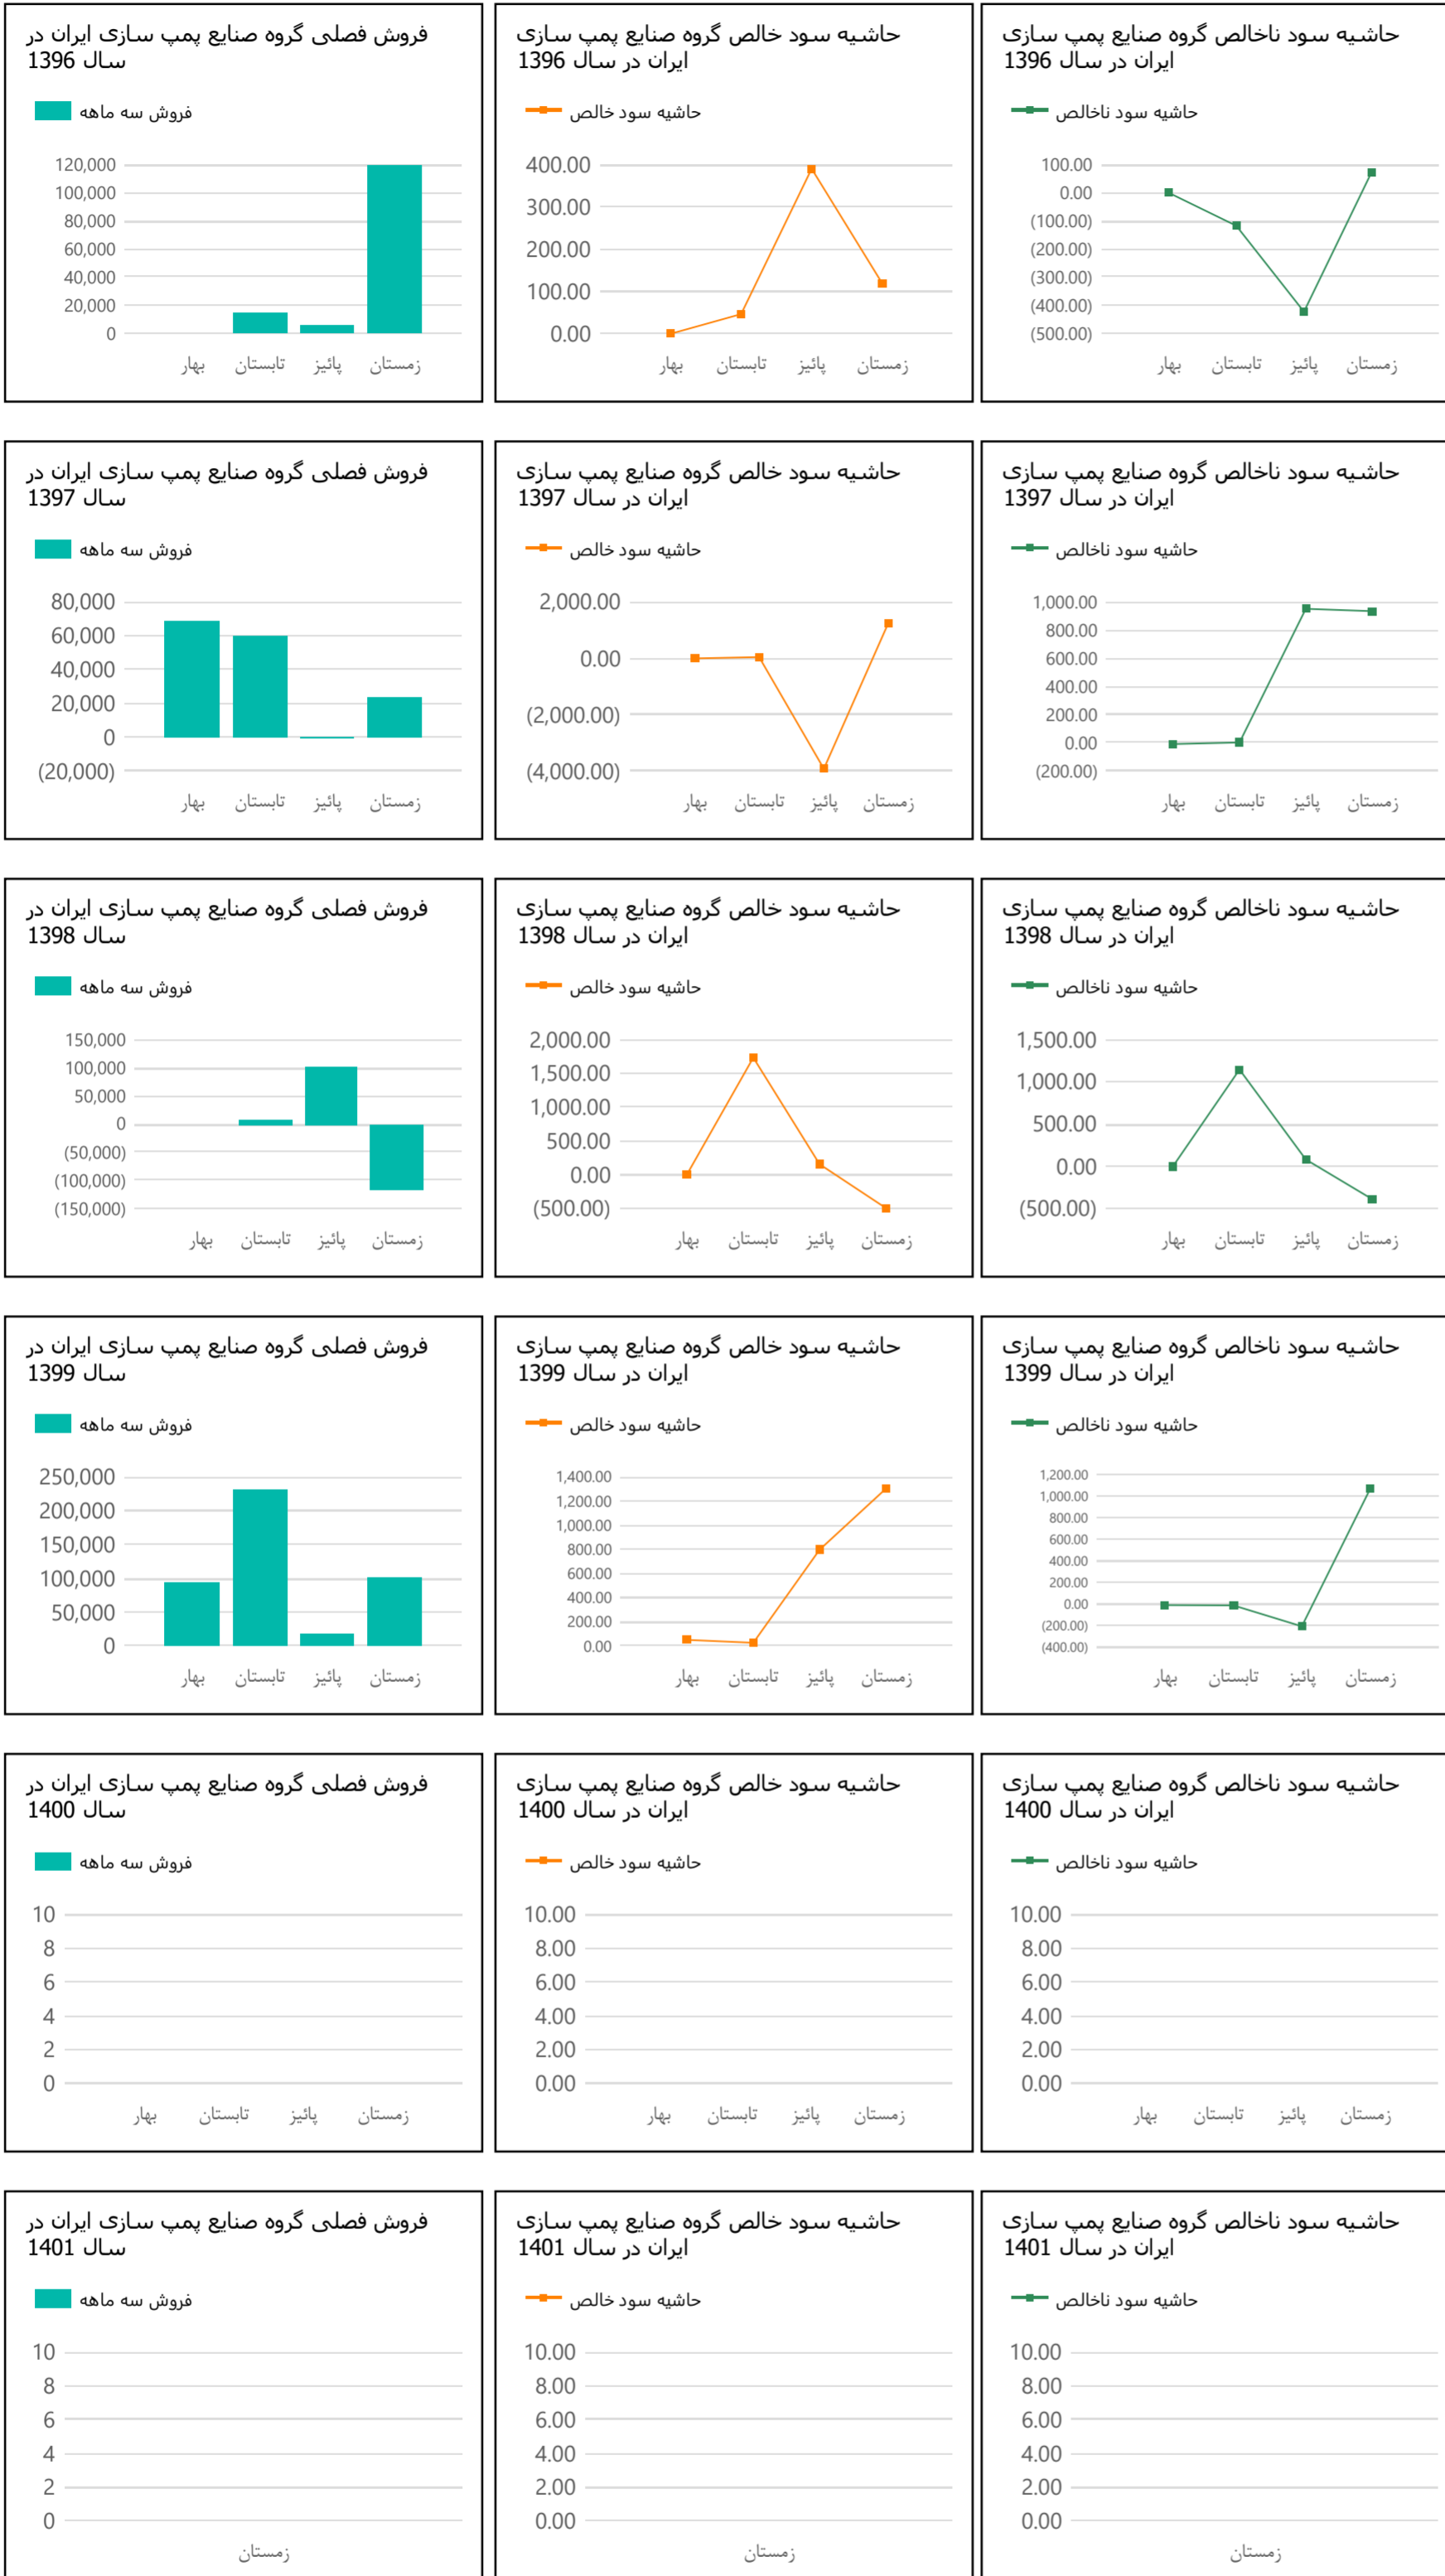 فروش فصلی گروه صنایع پمپ سازی ایران در
سال 1396
فروش سه ماهه
120,000
100,000
80,000
60,000
40,000
20,000
0
بهار تابستان پائیز زمستان
حاشیه سود خالص گروه صنایع پمپ سازی
ایران در سال 1396
حاشیه سود خالص
400.00
300.00
200.00
100.00
0.00
بهار تابستان پائیز زمستان
حاشیه سود ناخالص گروه صنایع پمپ سازی
ایران در سال 1396
حاشیه سود ناخالص
100.00
0.00
(100.00)
(200.00)
(300.00)
(400.00)
(500.00)
بهار تابستان پائیز زمستان
فروش فصلی گروه صنایع پمپ سازی ایران در
سال 1397
فروش سه ماهه
80,000
60,000
40,000
20,000
0
(20,000)
بهار تابستان پائیز زمستان
حاشیه سود خالص گروه صنایع پمپ سازی
ایران در سال 1397
حاشیه سود خالص
2,000.00
0.00
(2,000.00)
(4,000.00)
بهار تابستان پائیز زمستان
حاشیه سود ناخالص گروه صنایع پمپ سازی
ایران در سال 1397
حاشیه سود ناخالص
1,000.00
800.00
600.00
400.00
200.00
0.00
(200.00)
بهار تابستان پائیز زمستان
فروش فصلی گروه صنایع پمپ سازی ایران در
سال 1398
فروش سه ماهه
150,000
100,000
50,000
0
(50,000)
(100,000)
(150,000)
بهار تابستان پائیز زمستان
حاشیه سود خالص گروه صنایع پمپ سازی
ایران در سال 1398
حاشیه سود خالص
2,000.00
1,500.00
1,000.00
500.00
0.00
(500.00)
بهار تابستان پائیز زمستان
حاشیه سود ناخالص گروه صنایع پمپ سازی
ایران در سال 1398
حاشیه سود ناخالص
1,500.00
1,000.00
500.00
0.00
(500.00)
بهار تابستان پائیز زمستان
فروش فصلی گروه صنایع پمپ سازی ایران در
سال 1399
فروش سه ماهه
250,000
200,000
150,000
100,000
50,000
0
بهار تابستان پائیز زمستان
حاشیه سود خالص گروه صنایع پمپ سازی
ایران در سال 1399
حاشیه سود خالص
1,400.00
1,200.00
1,000.00
800.00
600.00
400.00
200.00
0.00
بهار تابستان پائیز زمستان
حاشیه سود ناخالص گروه صنایع پمپ سازی
ایران در سال 1399
حاشیه سود ناخالص
1,200.00
1,000.00
800.00
600.00
400.00
200.00
0.00
(200.00)
(400.00)
بهار تابستان پائیز زمستان
فروش فصلی گروه صنایع پمپ سازی ایران در
سال 1400
فروش سه ماهه
10
8
6
4
2
0
بهار تابستان پائیز زمستان
حاشیه سود خالص گروه صنایع پمپ سازی
ایران در سال 1400
حاشیه سود خالص
10.00
8.00
6.00
4.00
2.00
0.00
بهار تابستان پائیز زمستان
حاشیه سود ناخالص گروه صنایع پمپ سازی
ایران در سال 1400
حاشیه سود ناخالص
10.00
8.00
6.00
4.00
2.00
0.00
بهار تابستان پائیز زمستان
فروش فصلی گروه صنایع پمپ سازی ایران در
سال 1401
فروش سه ماهه
10
8
6
4
2
0
زمستان
حاشیه سود خالص گروه صنایع پمپ سازی
ایران در سال 1401
حاشیه سود خالص
10.00
8.00
6.00
4.00
2.00
0.00
زمستان
حاشیه سود ناخالص گروه صنایع پمپ سازی
ایران در سال 1401
حاشیه سود ناخالص
10.00
8.00
6.00
4.00
2.00
0.00
زمستان